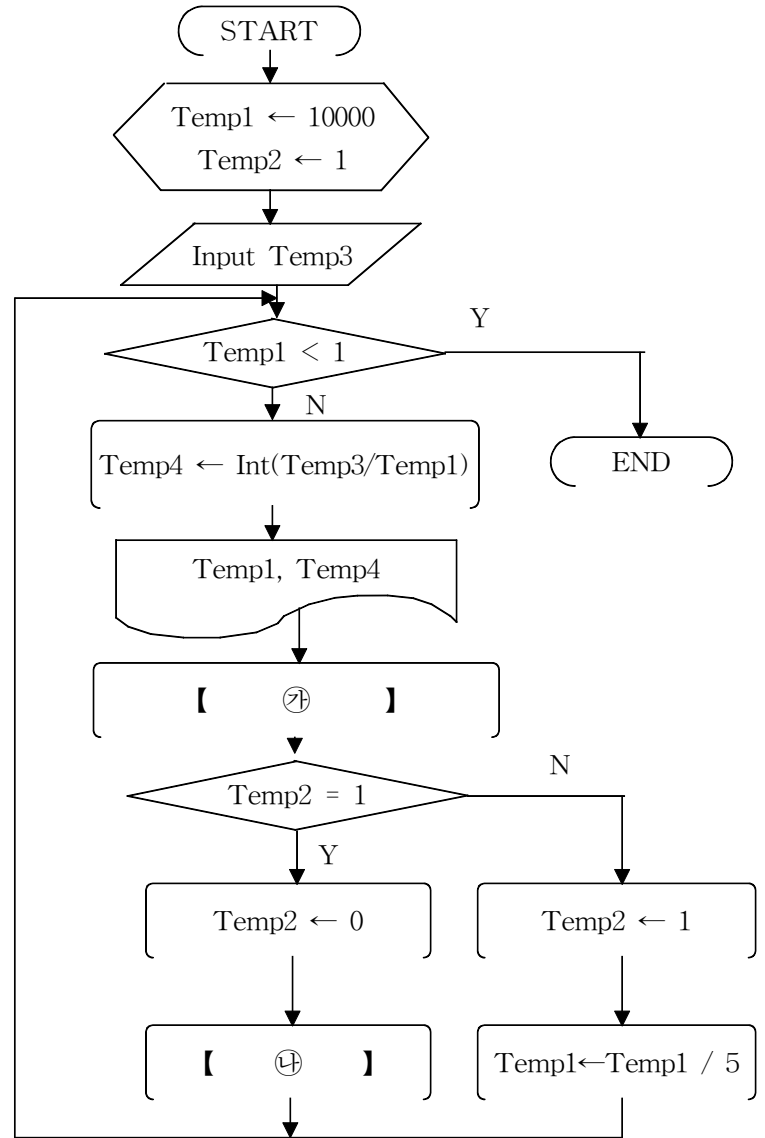 START
Temp1 ← 10000
Temp2 ← 1
Input Temp3
Temp1 < 1
Y
N
Temp4 ← Int(Temp3/Temp1)
END
Temp1, Temp4
【 ㉮ 】
Temp2 = 1
N
Y
Temp2 ← 0
Temp2 ← 1
【 ㉯ 】
Temp1←Temp1 / 5